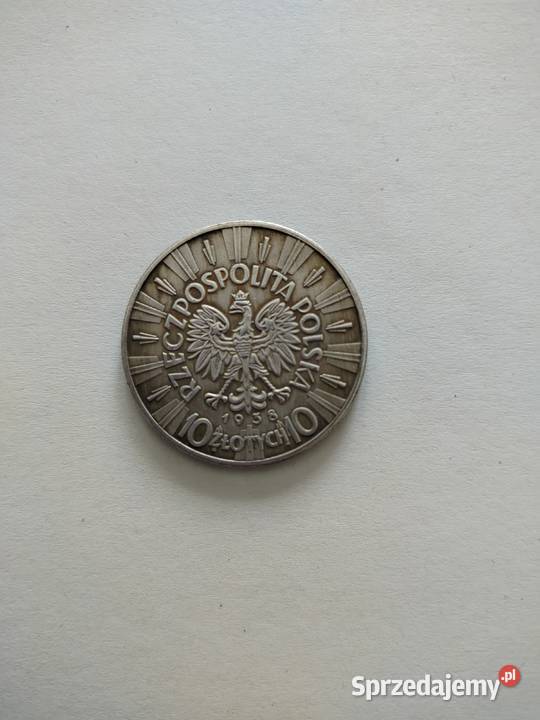 RZECZPOSPOLITA POLSKA
1938
10 ZŁOTYCH 10
Sprzedajemy.pl